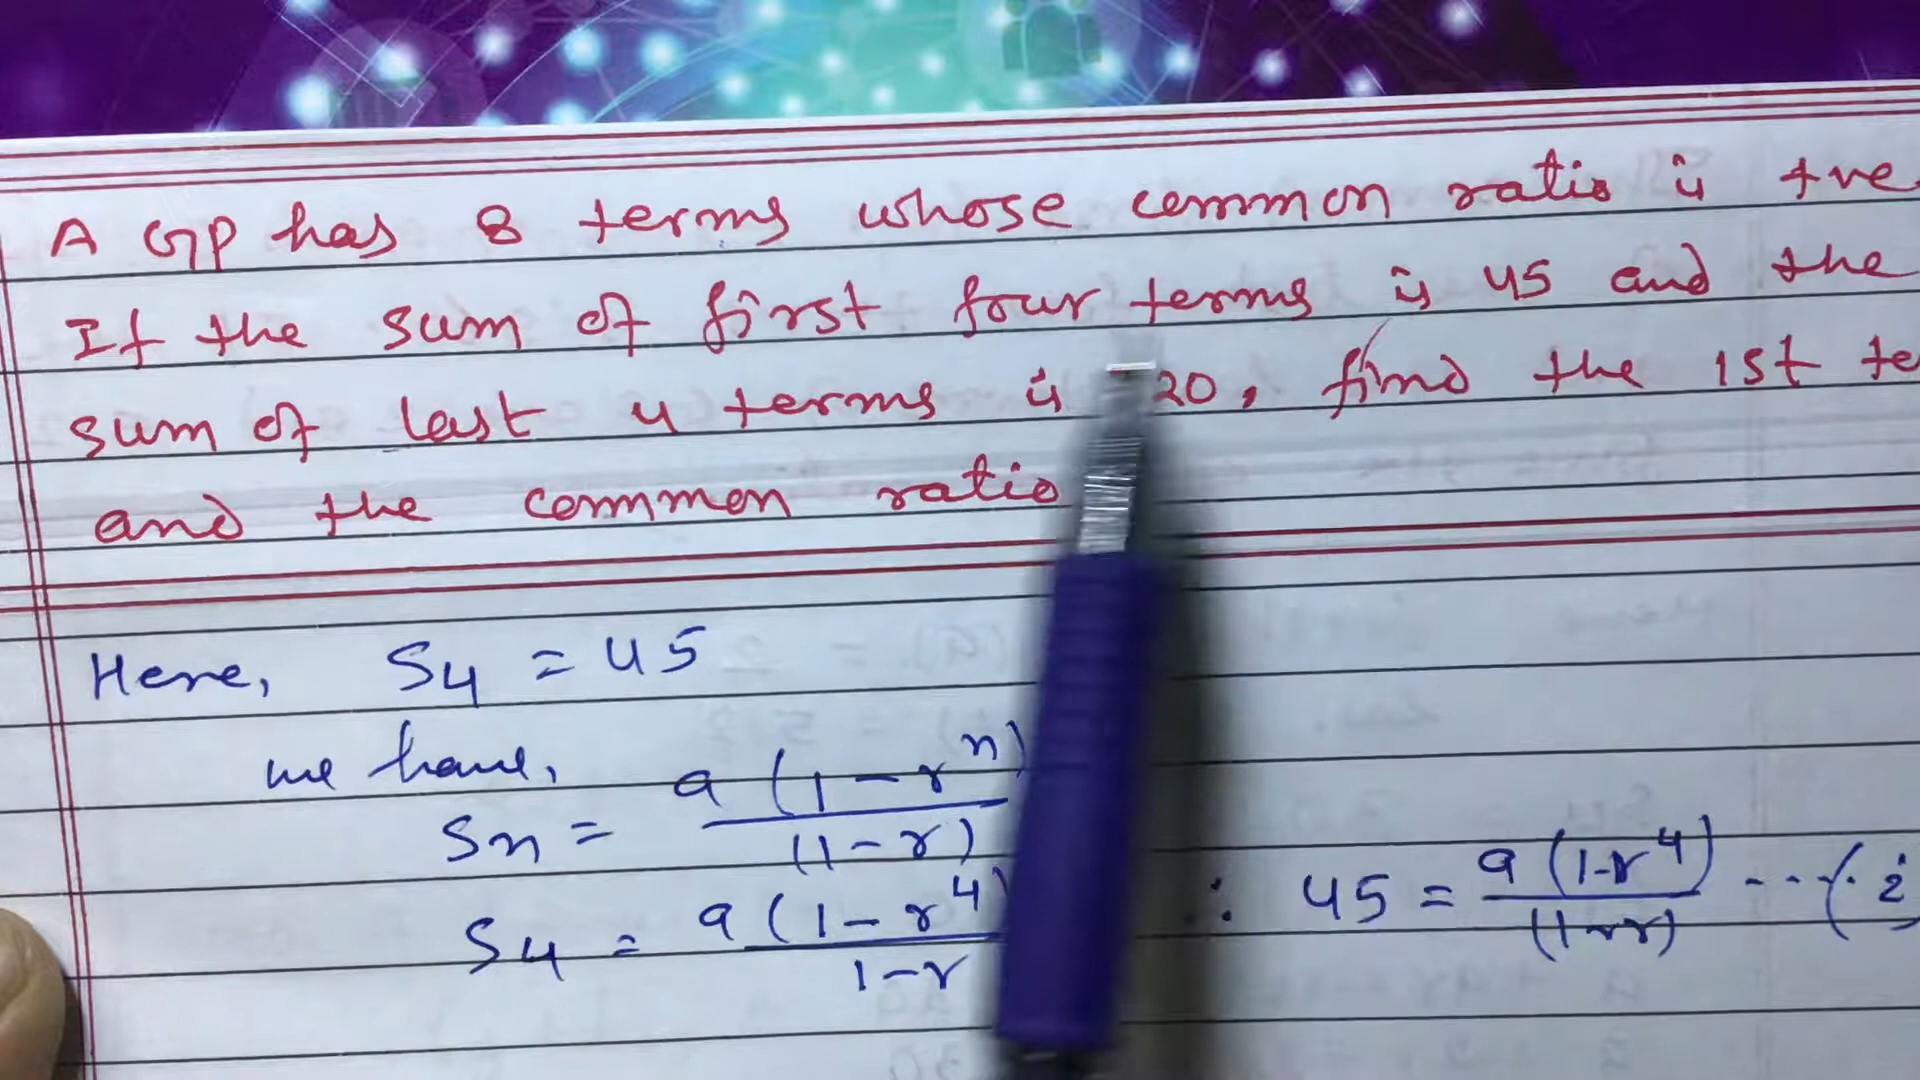 A GP has 8 terms whose common ratio is +ve
If the sum of first four terms is 45 and the
sum of last 4 terms is 20, find the 1st te
and the common ratio
Here, S4 = 45
we have,
Sn = a (1 - r^n) / (1 - r)
S4 = a (1 - r^4) / 1 - r ∴ 45 = a (1-r^4) / (1-r) ---(i